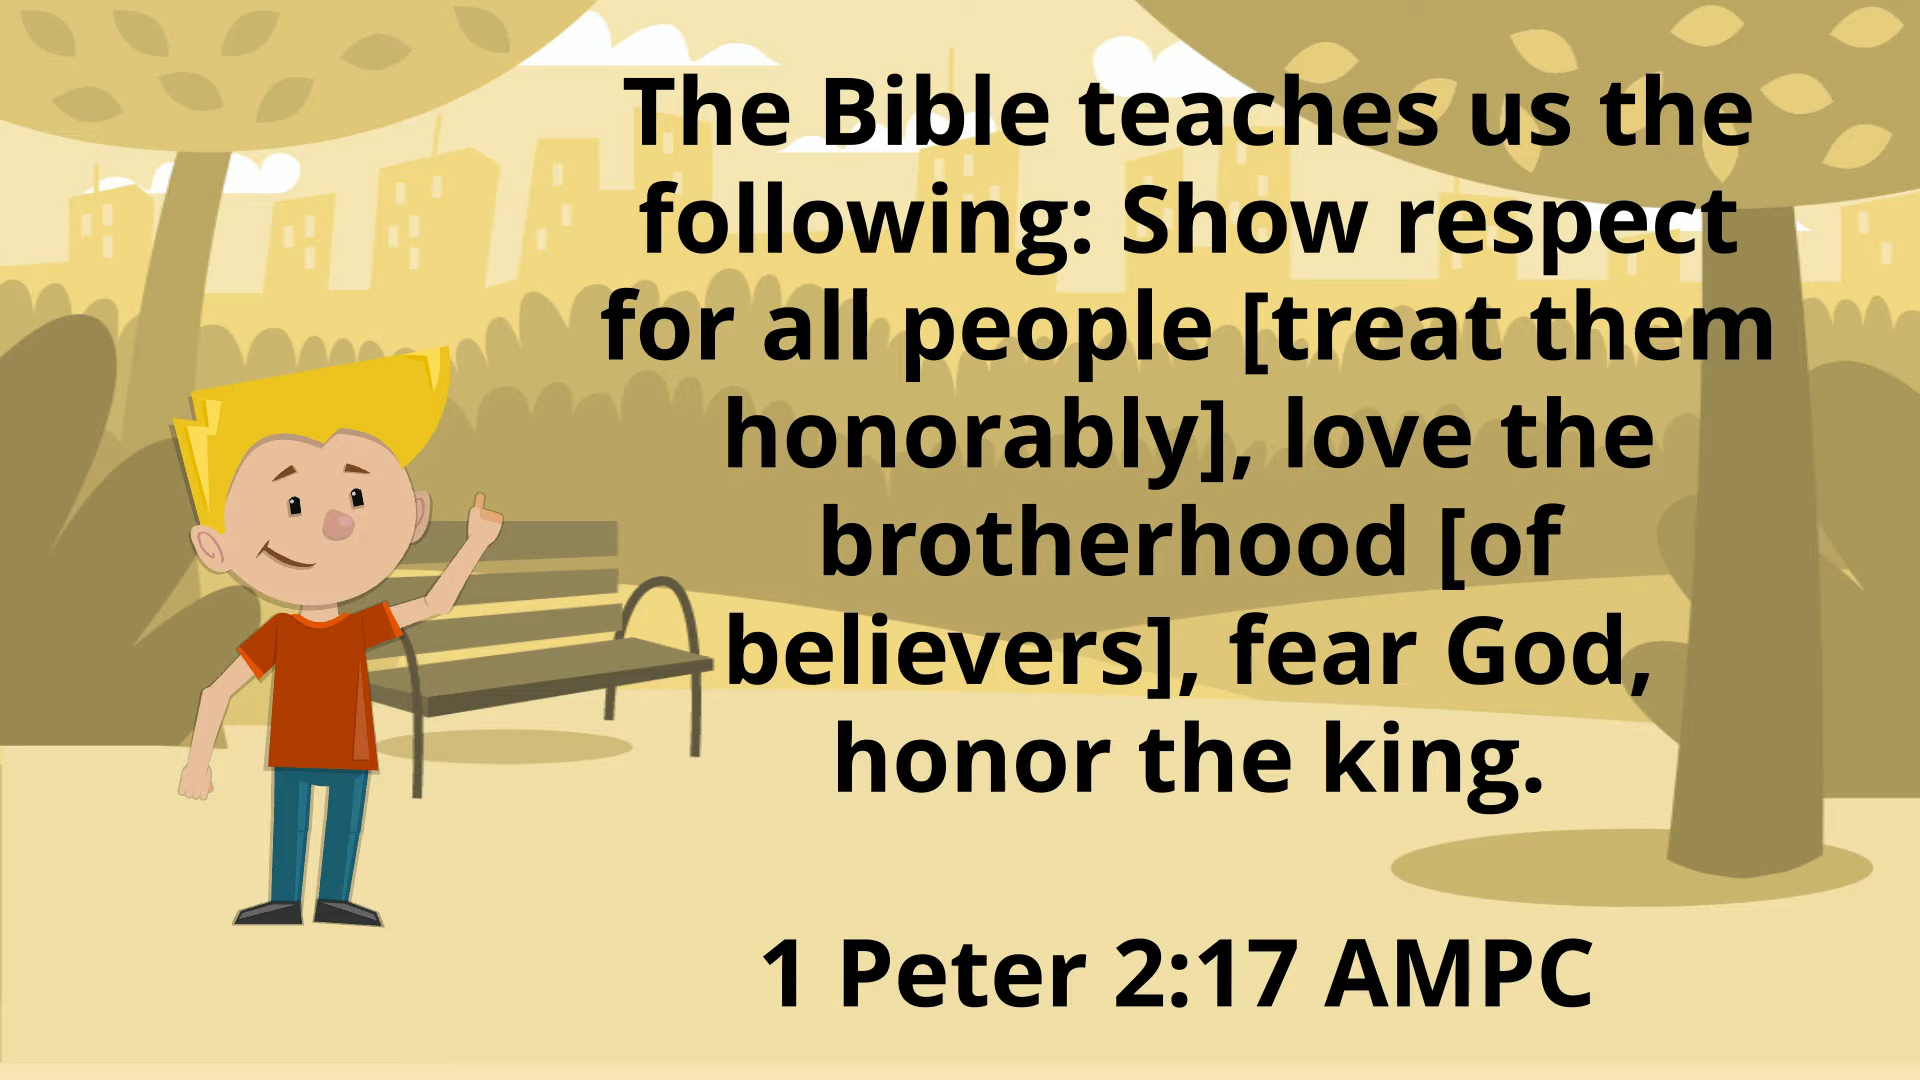 The Bible teaches us the
following: Show respect
for all people [treat them
honorably], love the
brotherhood [of
believers], fear God,
honor the king.
1 Peter 2:17 AMPC